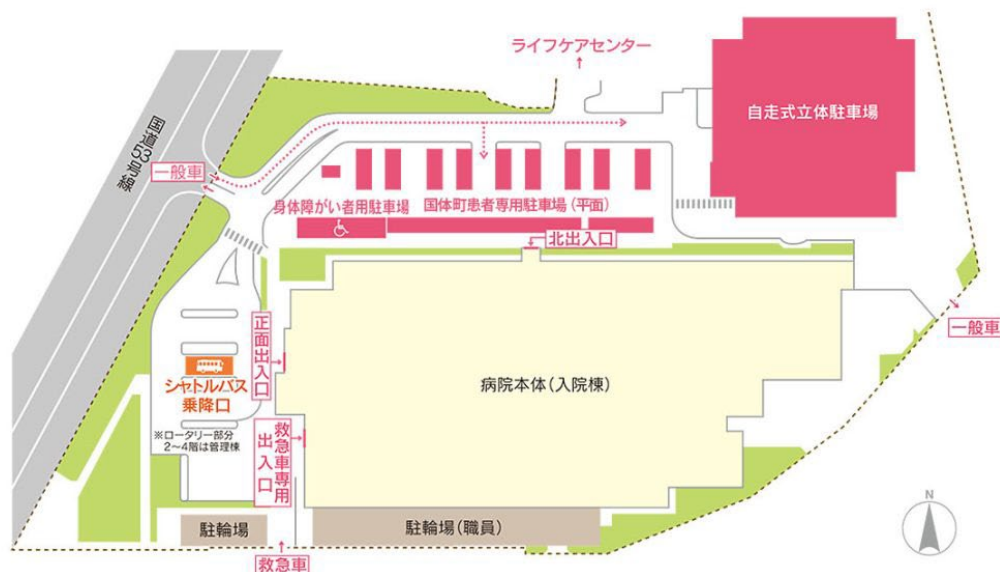 ライフケアセンター
自走式立体駐車場
国道3号線
一般車
身体障がい者用駐車場
国体町患者専用駐車場(平面)
北出入口
正面出入口
一般車
シャトルバス
乗降口
病院本体(入院棟)
※ロータリー部分
2〜4階は管理棟
救急車専用
出入口
駐輪場
駐輪場(職員)
救急車
N